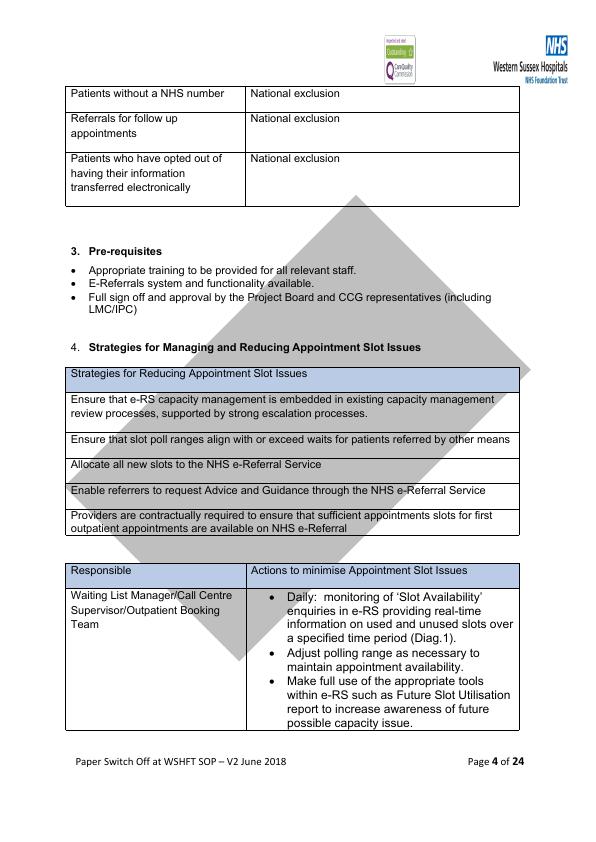 Inspected and rated
Outstanding
CareQuality
Commission
NHS
Western Sussex Hospitals
NHS Foundation Trust
Patients without a NHS number National exclusion
Referrals for follow up National exclusion
appointments
Patients who have opted out of National exclusion
having their information
transferred electronically
3. Pre-requisites
• Appropriate training to be provided for all relevant staff.
• E-Referrals system and functionality available.
• Full sign off and approval by the Project Board and CCG representatives (including
LMC/IPC)
4. Strategies for Managing and Reducing Appointment Slot Issues
Strategies for Reducing Appointment Slot Issues
Ensure that e-RS capacity management is embedded in existing capacity management
review processes, supported by strong escalation processes.
Ensure that slot poll ranges align with or exceed waits for patients referred by other means
Allocate all new slots to the NHS e-Referral Service
Enable referrers to request Advice and Guidance through the NHS e-Referral Service
Providers are contractually required to ensure that sufficient appointments slots for first
outpatient appointments are available on NHS e-Referral
Responsible Actions to minimise Appointment Slot Issues
Waiting List Manager/Call Centre
Supervisor/Outpatient Booking
Team
• Daily: monitoring of ‘Slot Availability’
enquiries in e-RS providing real-time
information on used and unused slots over
a specified time period (Diag.1).
• Adjust polling range as necessary to
maintain appointment availability.
• Make full use of the appropriate tools
within e-RS such as Future Slot Utilisation
report to increase awareness of future
possible capacity issue.
Paper Switch Off at WSHFT SOP – V2 June 2018 Page 4 of 24